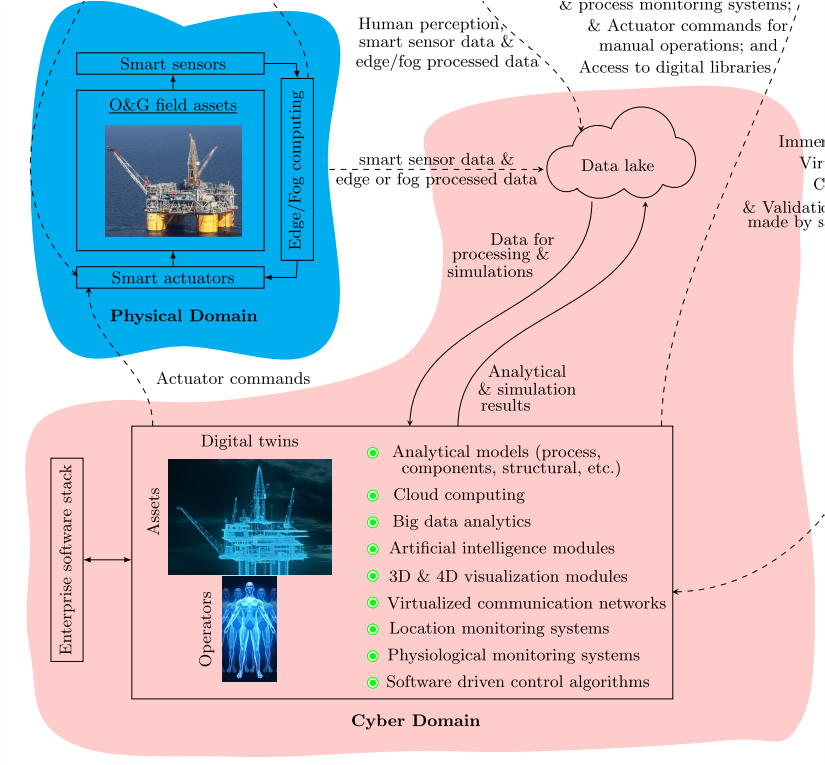 & process monitoring systems;
Human perception,
& Actuator commands for
smart sensor data &
manual operations; and
edge/fog processed data
Access to digital libraries
Smart sensors
O&G field assets
Edge/Fog computing
Smart actuators
Physical Domain
smart sensor data &
edge or fog processed data
Data lake
Immer
Virt
C
& Validatio
made by s
Data for
processing &
simulations
Analytical
& simulation
results
Actuator commands
Enterprise software stack
Digital twins
Assets
Operators
Analytical models (process,
components, structural, etc.)
Cloud computing
Big data analytics
Artificial intelligence modules
3D & 4D visualization modules
Virtualized communication networks
Location monitoring systems
Physiological monitoring systems
Software driven control algorithms
Cyber Domain